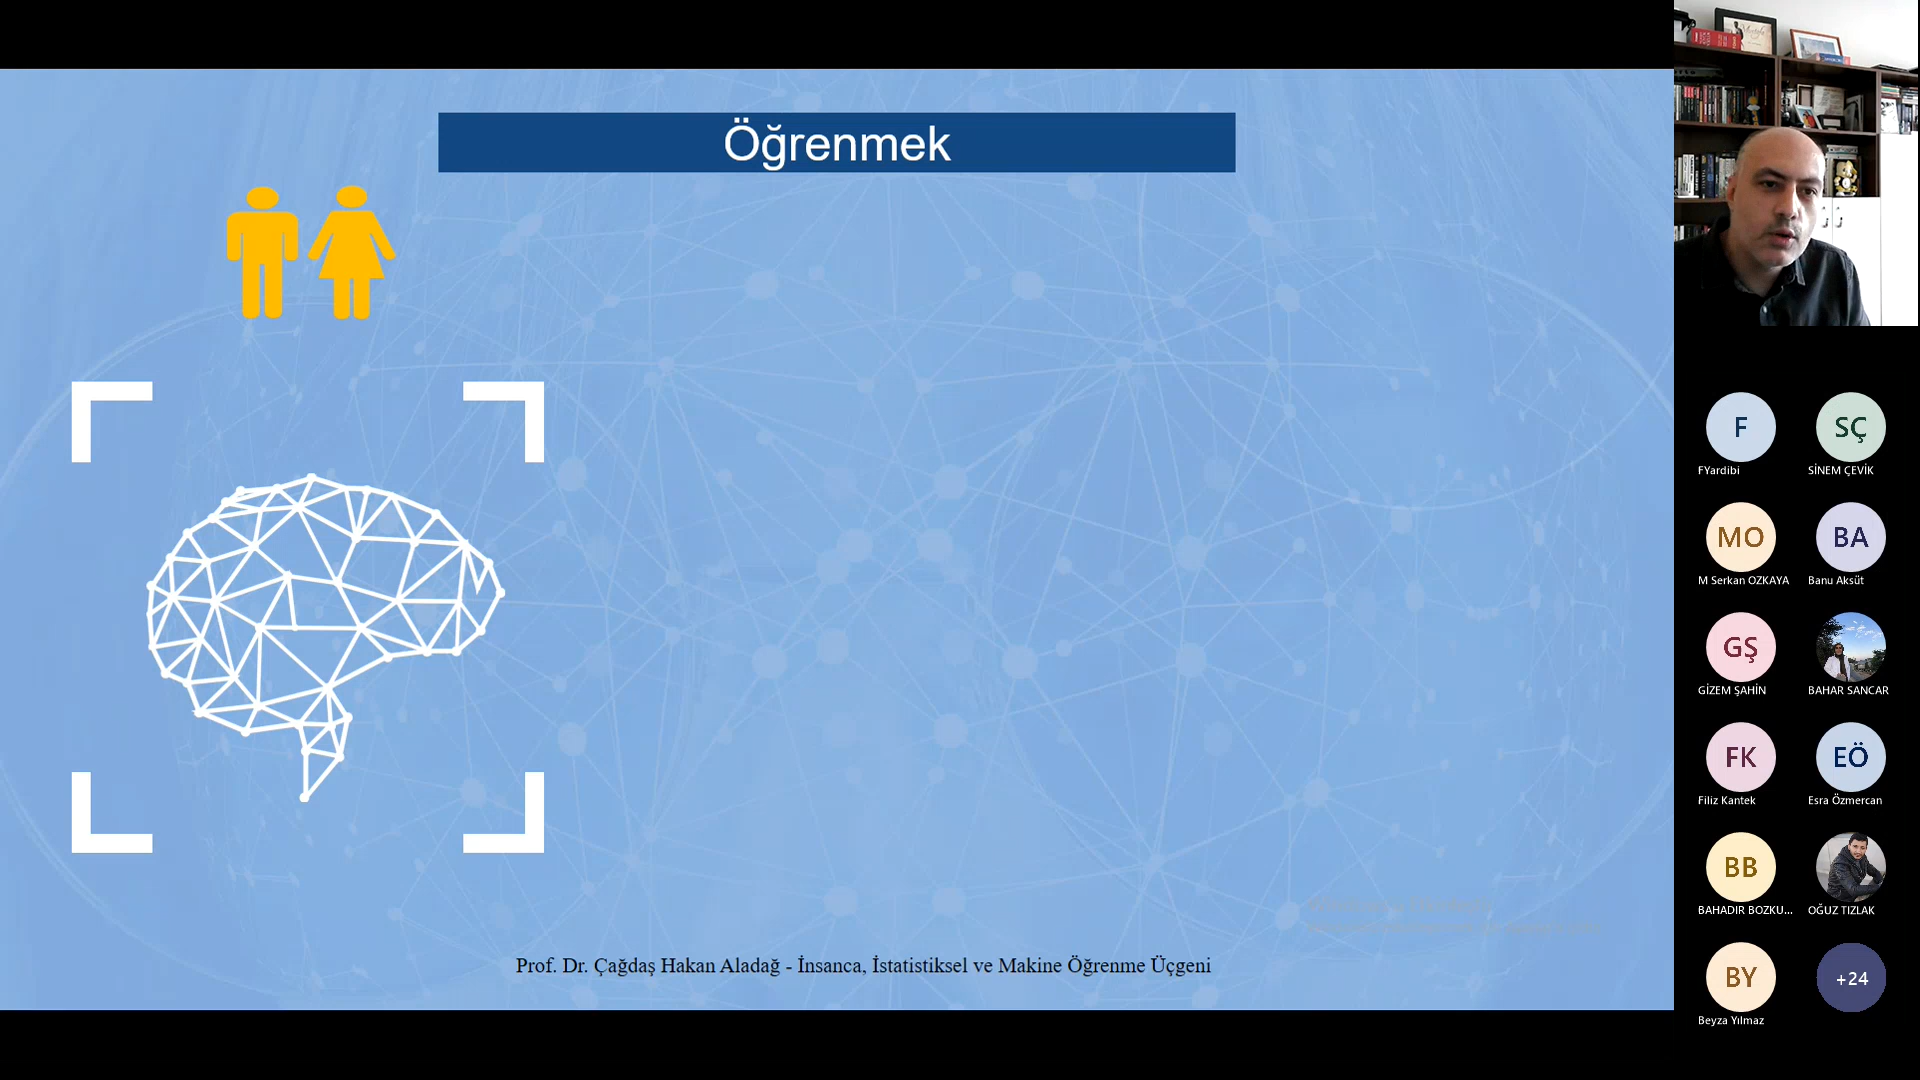 Öğrenmek
Prof. Dr. Çağdaş Hakan Aladağ - İnsanca, İstatistiksel ve Makine Öğrenme Üçgeni
F
FYardibi
SÇ
SİNEM ÇEVİK
MO
M Serkan OZKAYA
BA
Banu Aksüt
GŞ
GİZEM ŞAHİN
BAHAR SANCAR
FK
Filiz Kantek
EÖ
Esra Özmercan
BB
BAHADIR BOZKU...
OĞUZ TIZLAK
BY
Beyza Yılmaz
+24